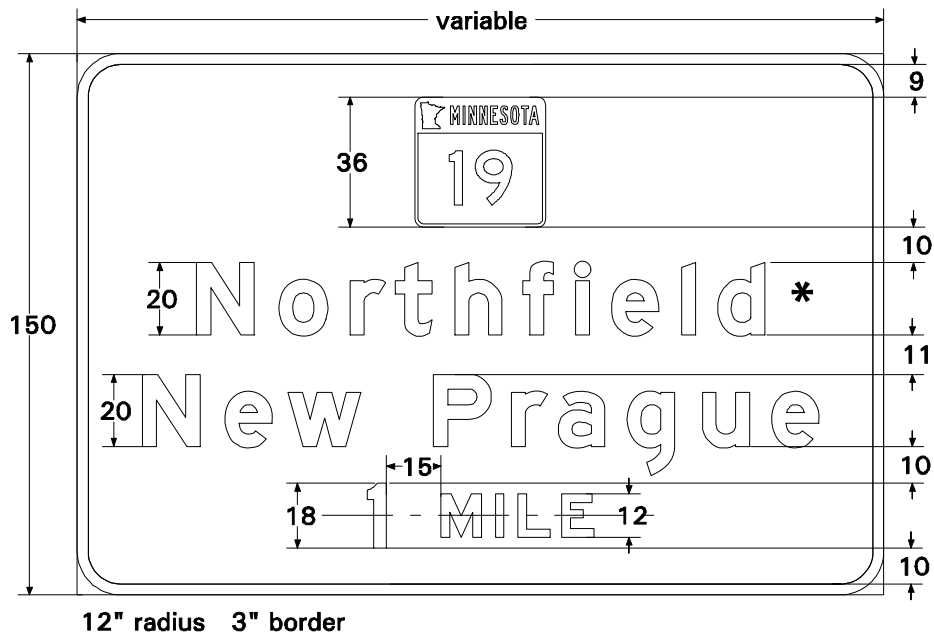 variable
9
MINNESOTA
36
19
10
20 Northfield *
150
11
20 New Prague
15
10
18 1 MILE 12
10
12" radius 3" border